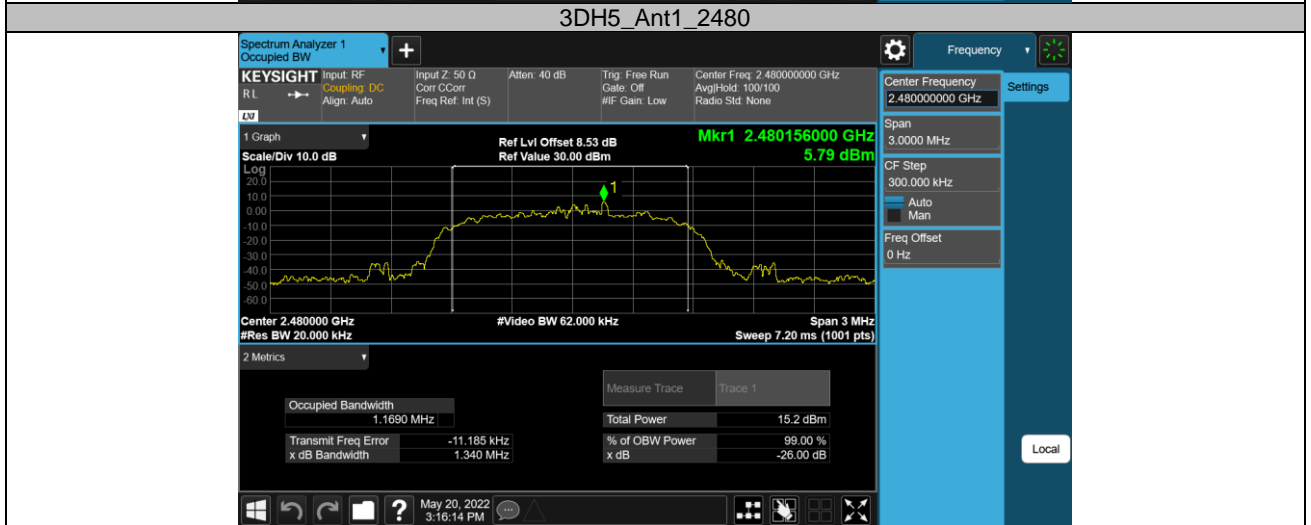 3DH5_Ant1_2480
Spectrum Analyzer 1
Occupied BW
Frequency
KEYSIGHT
RL
LXI
Input: RF
Coupling: DC
Align: Auto
Input Z: 50 Ω
Corr CCorr
Freq Ref: Int (S)
Atten: 40 dB
Trig: Free Run
Gate: Off
#IF Gain: Low
Center Freq: 2.480000000 GHz
Avg|Hold: 100/100
Radio Std: None
Center Frequency
2.480000000 GHz
Settings
Span
3.0000 MHz
CF Step
300.000 kHz
Auto
Man
Freq Offset
0 Hz
1 Graph
Scale/Div 10.0 dB
Ref Lvl Offset 8.53 dB
Ref Value 30.00 dBm
Mkr1 2.480156000 GHz
5.79 dBm
Log
20.0
10.0
0.00
-10.0
-20.0
-30.0
-40.0
-50.0
-60.0
1
Center 2.480000 GHz
#Res BW 20.000 kHz
#Video BW 62.000 kHz
Span 3 MHz
Sweep 7.20 ms (1001 pts)
2 Metrics
Measure Trace Trace 1
Occupied Bandwidth
1.1690 MHz
Total Power 15.2 dBm
Transmit Freq Error -11.185 kHz
% of OBW Power 99.00 %
x dB Bandwidth 1.340 MHz
x dB -26.00 dB
Local
May 20, 2022
3:16:14 PM